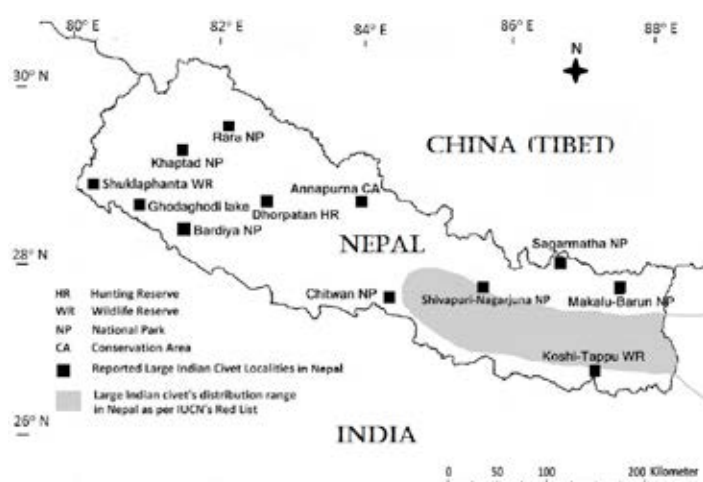 80° E
82°
84°
86°
88°
N
30° N
CHINA (TIBET)
Rara NP
Khaptad NP
Shuklaphanta WR
Annapurna CA
Ghodaghodi lake
Dhorpatan HR
Bardiya NP
NEPAL
Sagarmatha NP
28° N
Chitwan NP
Shivapuri-Nagarjuna NP
Makalu-Barun NP
HR Hunting Reserve
WR Wildlife Reserve
NP National Park
CA Conservation Area
Reported Large Indian Civet Localities in Nepal
Koshi-Tappu WR
Large Indian civet's distribution range
in Nepal as per IUCN's Red List
26° N
INDIA
0 50 100 200 Kilometer